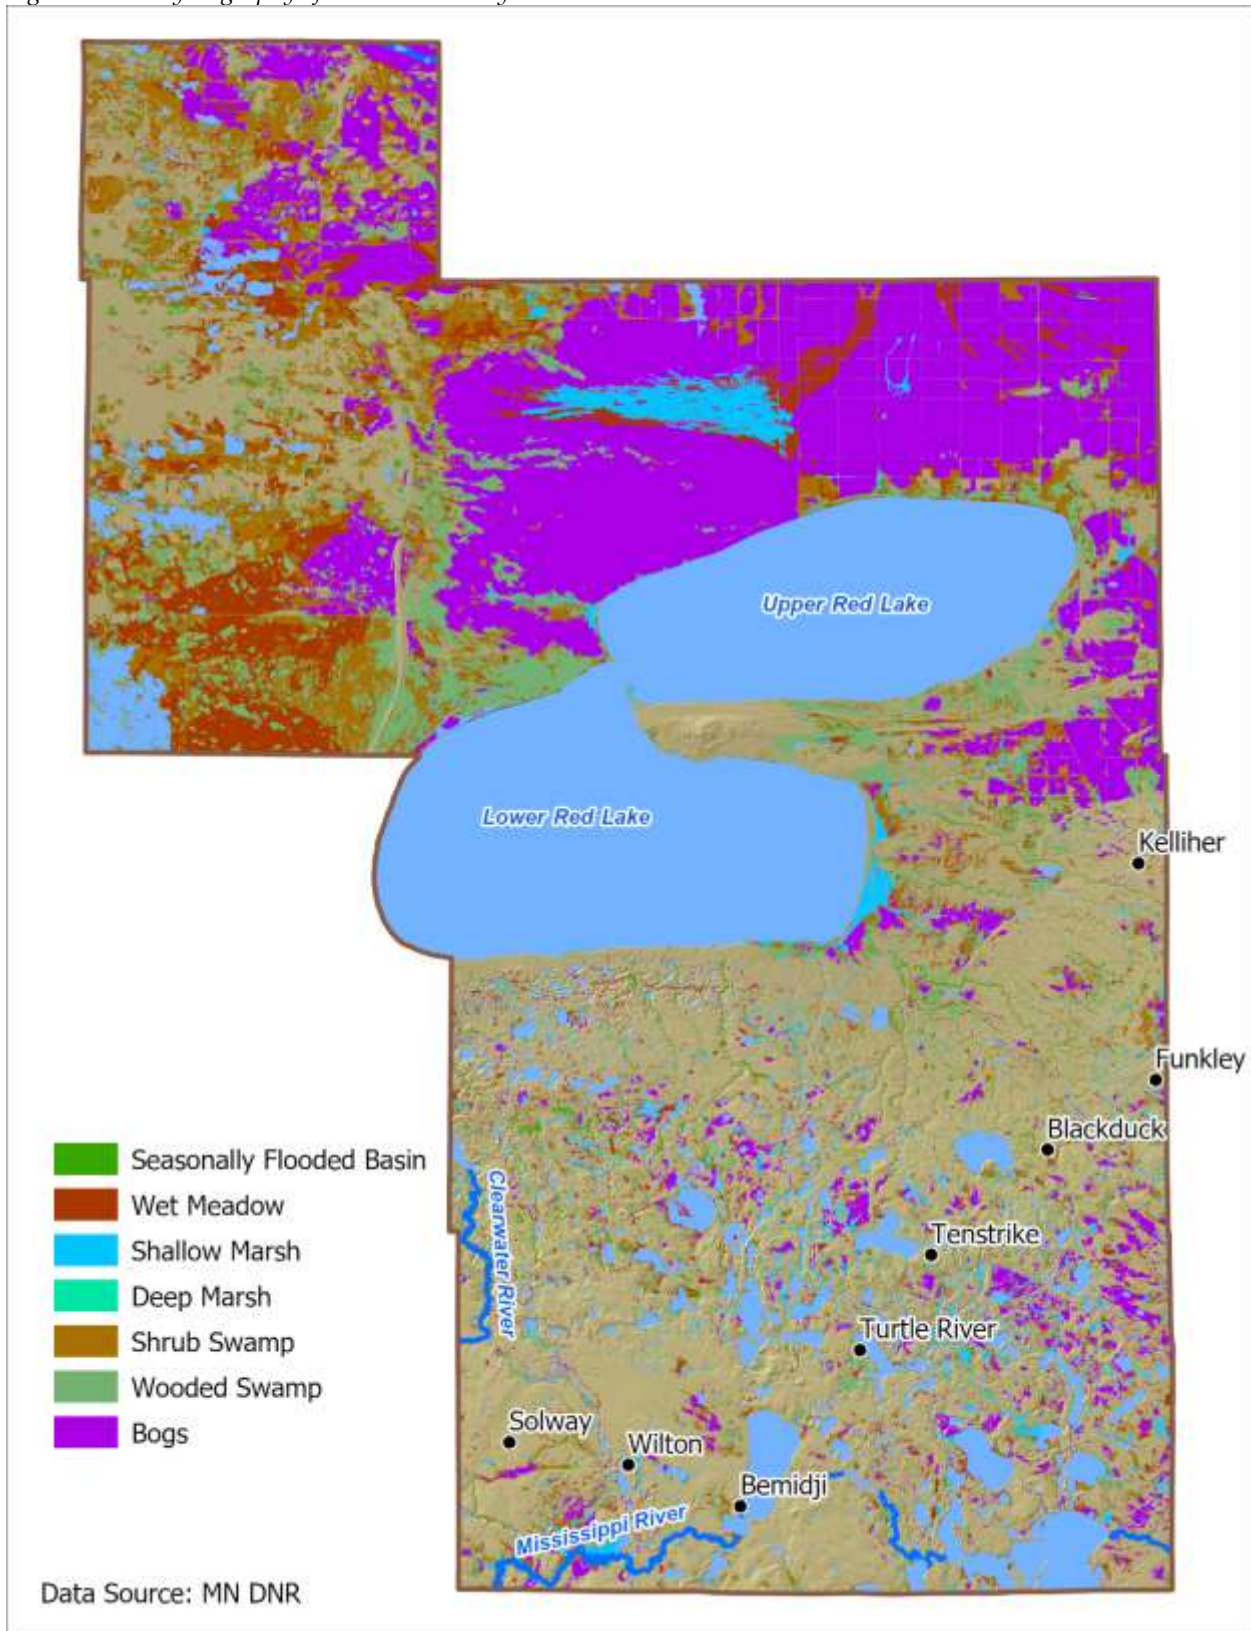 Upper Red Lake
Lower Red Lake
Kelliher
Funkley
Blackduck
Seasonally Flooded Basin
Wet Meadow
Shallow Marsh
Deep Marsh
Shrub Swamp
Wooded Swamp
Bogs
Clearwater River
Tenstrike
Turtle River
Solway
Wilton
Bemidji
Mississippi River
Data Source: MN DNR